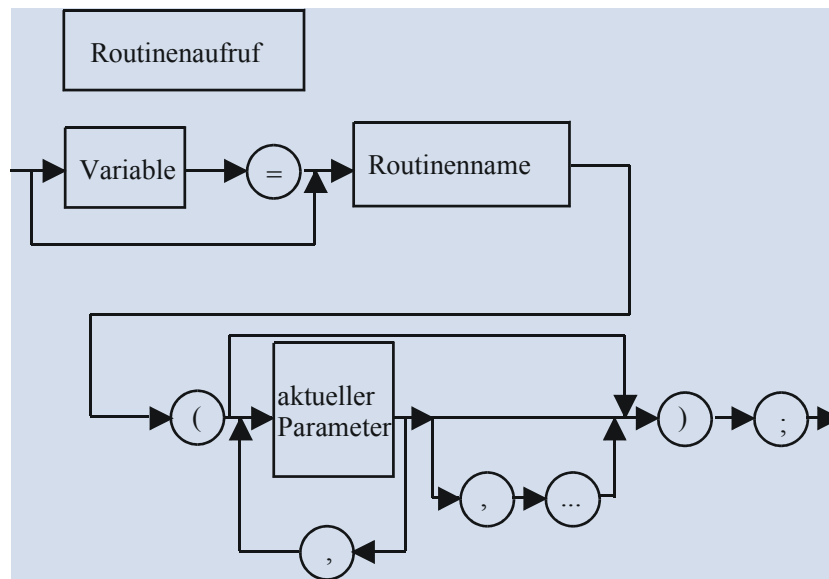 Routinenaufruf
Variable
=
Routinenname
(
aktueller
Parameter
,
,
...
)
;